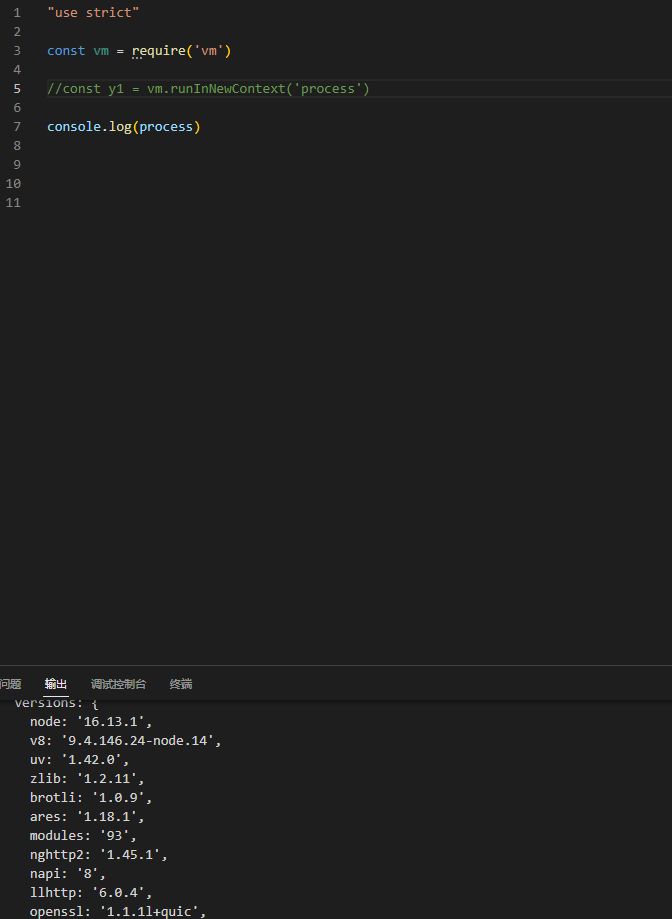 1 "use strict"
2
3 const vm = require('vm')
4
5 //const y1 = vm.runInNewContext('process')
6
7 console.log(process)
8
9
10
11
问题 输出 调试控制台 终端
versions: {
node: '16.13.1',
v8: '9.4.146.24-node.14',
uv: '1.42.0',
zlib: '1.2.11',
brotli: '1.0.9',
ares: '1.18.1',
modules: '93',
nghttp2: '1.45.1',
napi: '8',
llhttp: '6.0.4',
openssl: '1.1.1l+quic',